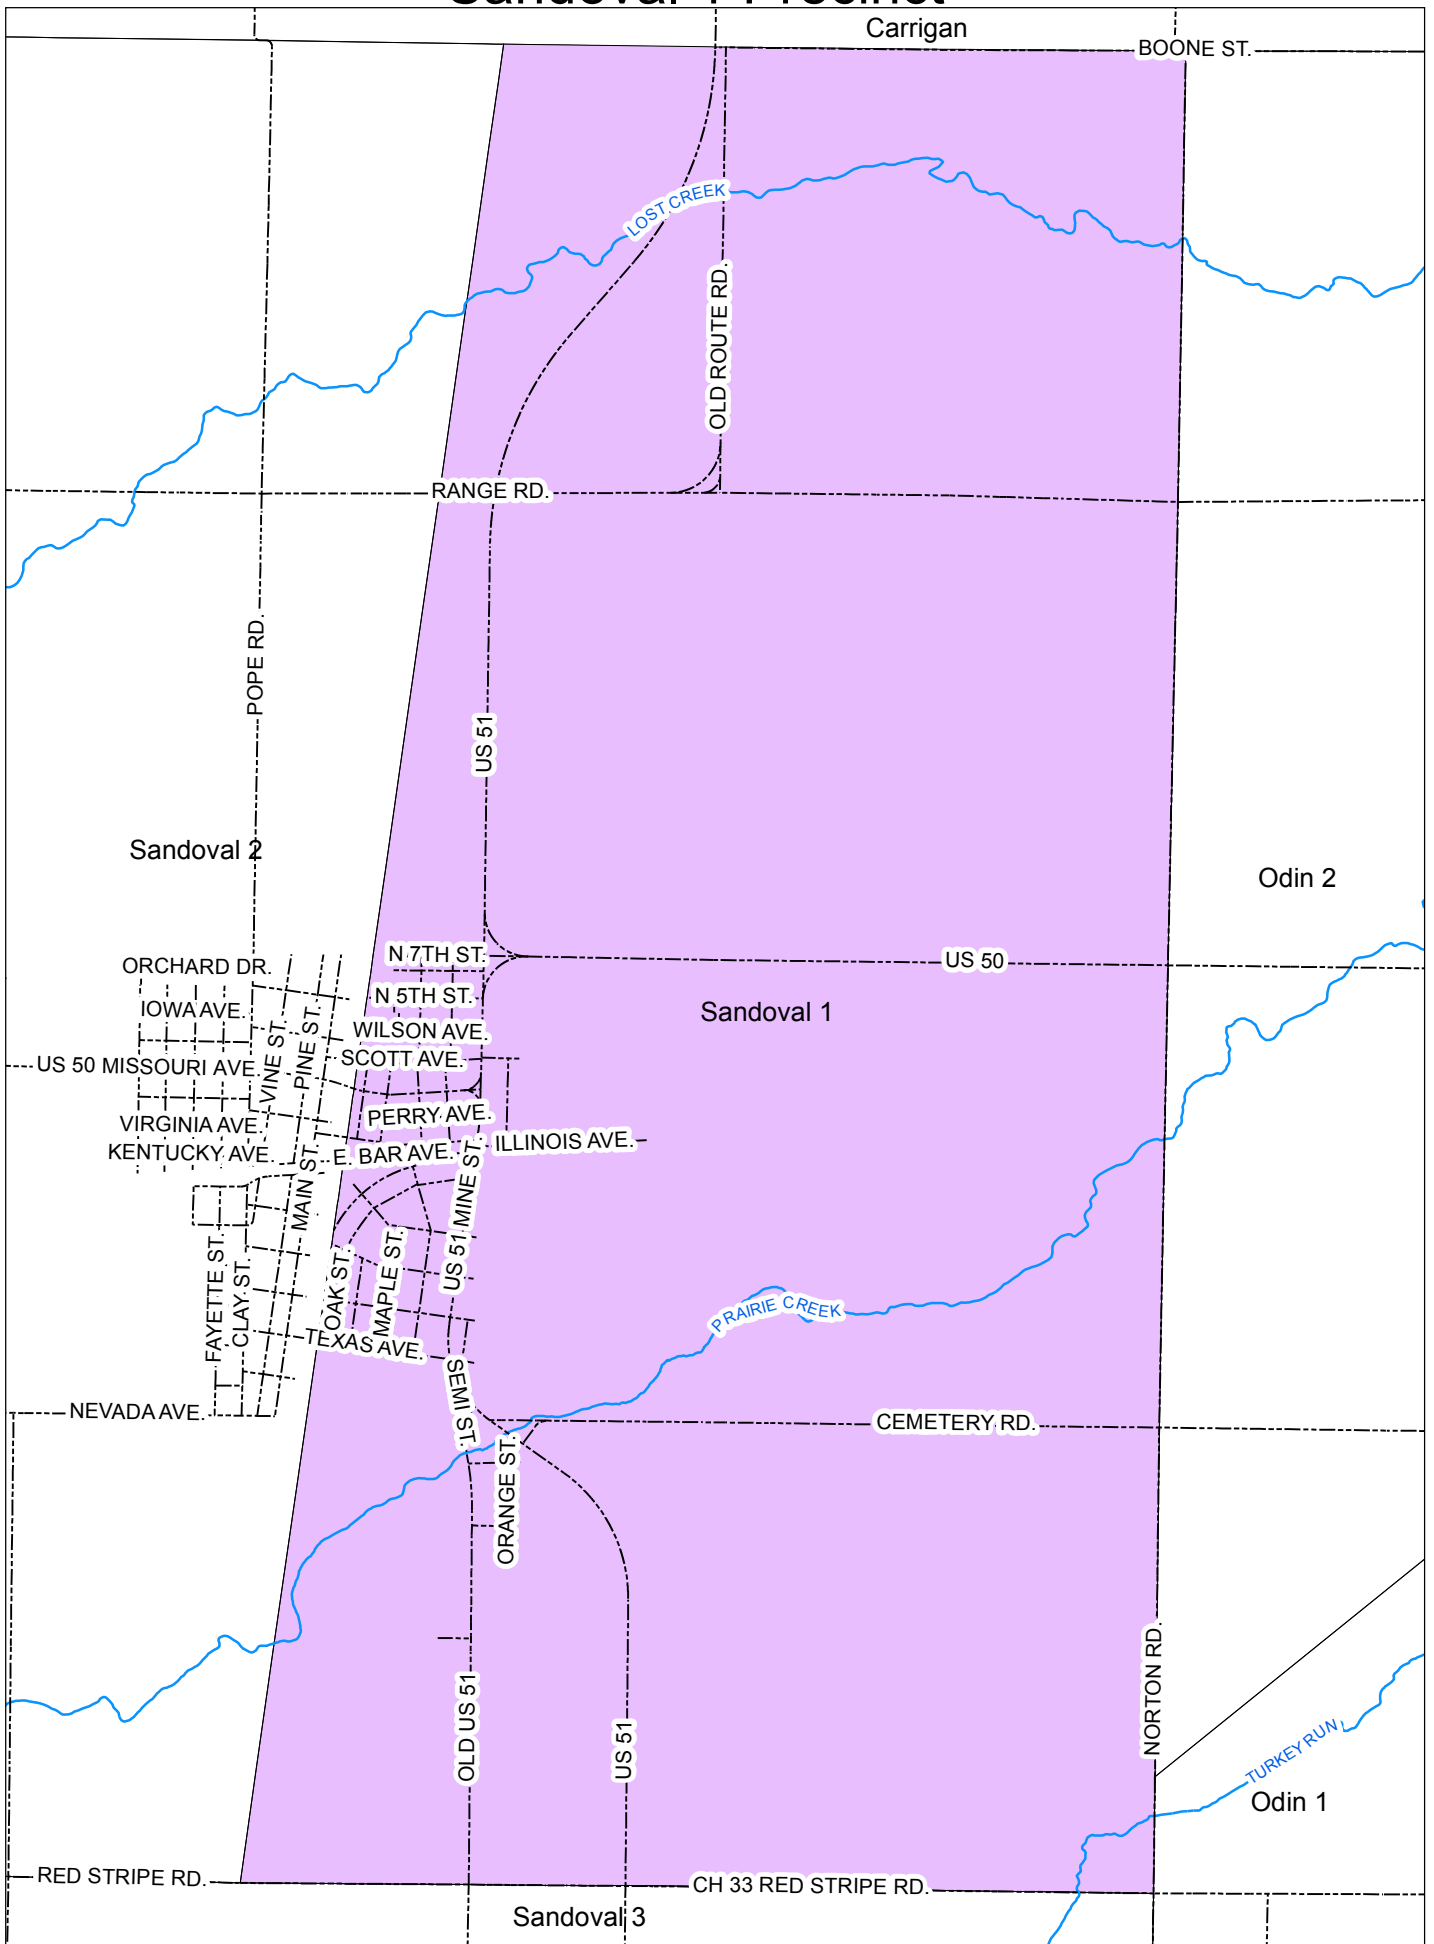 Sandoval 1 Precinct
Carrigan
BOONE ST.
LOST CREEK
OLD ROUTE RD.
RANGE RD.
POPE RD.
US 51
Sandoval 2
Odin 2
N 7TH ST.
US 50
ORCHARD DR.
N 5TH ST.
Sandoval 1
IOWA AVE.
WILSON AVE.
VINE ST.
PINE ST.
SCOTT AVE.
US 50 MISSOURI AVE.
PERRY AVE.
VIRGINIA AVE.
ILLINOIS AVE.
KENTUCKY AVE.
E. BAR AVE.
MAIN ST.
US 51 MINE ST.
FAYETTE ST.
CLAY ST.
OAK ST.
MAPLE ST.
PRAIRIE CREEK
TEXAS AVE.
SEMI ST.
NEVADA AVE.
CEMETERY RD.
ORANGE ST.
NORTON RD.
OLD US 51
US 51
TURKEY RUN
Odin 1
RED STRIPE RD.
CH 33 RED STRIPE RD.
Sandoval 3